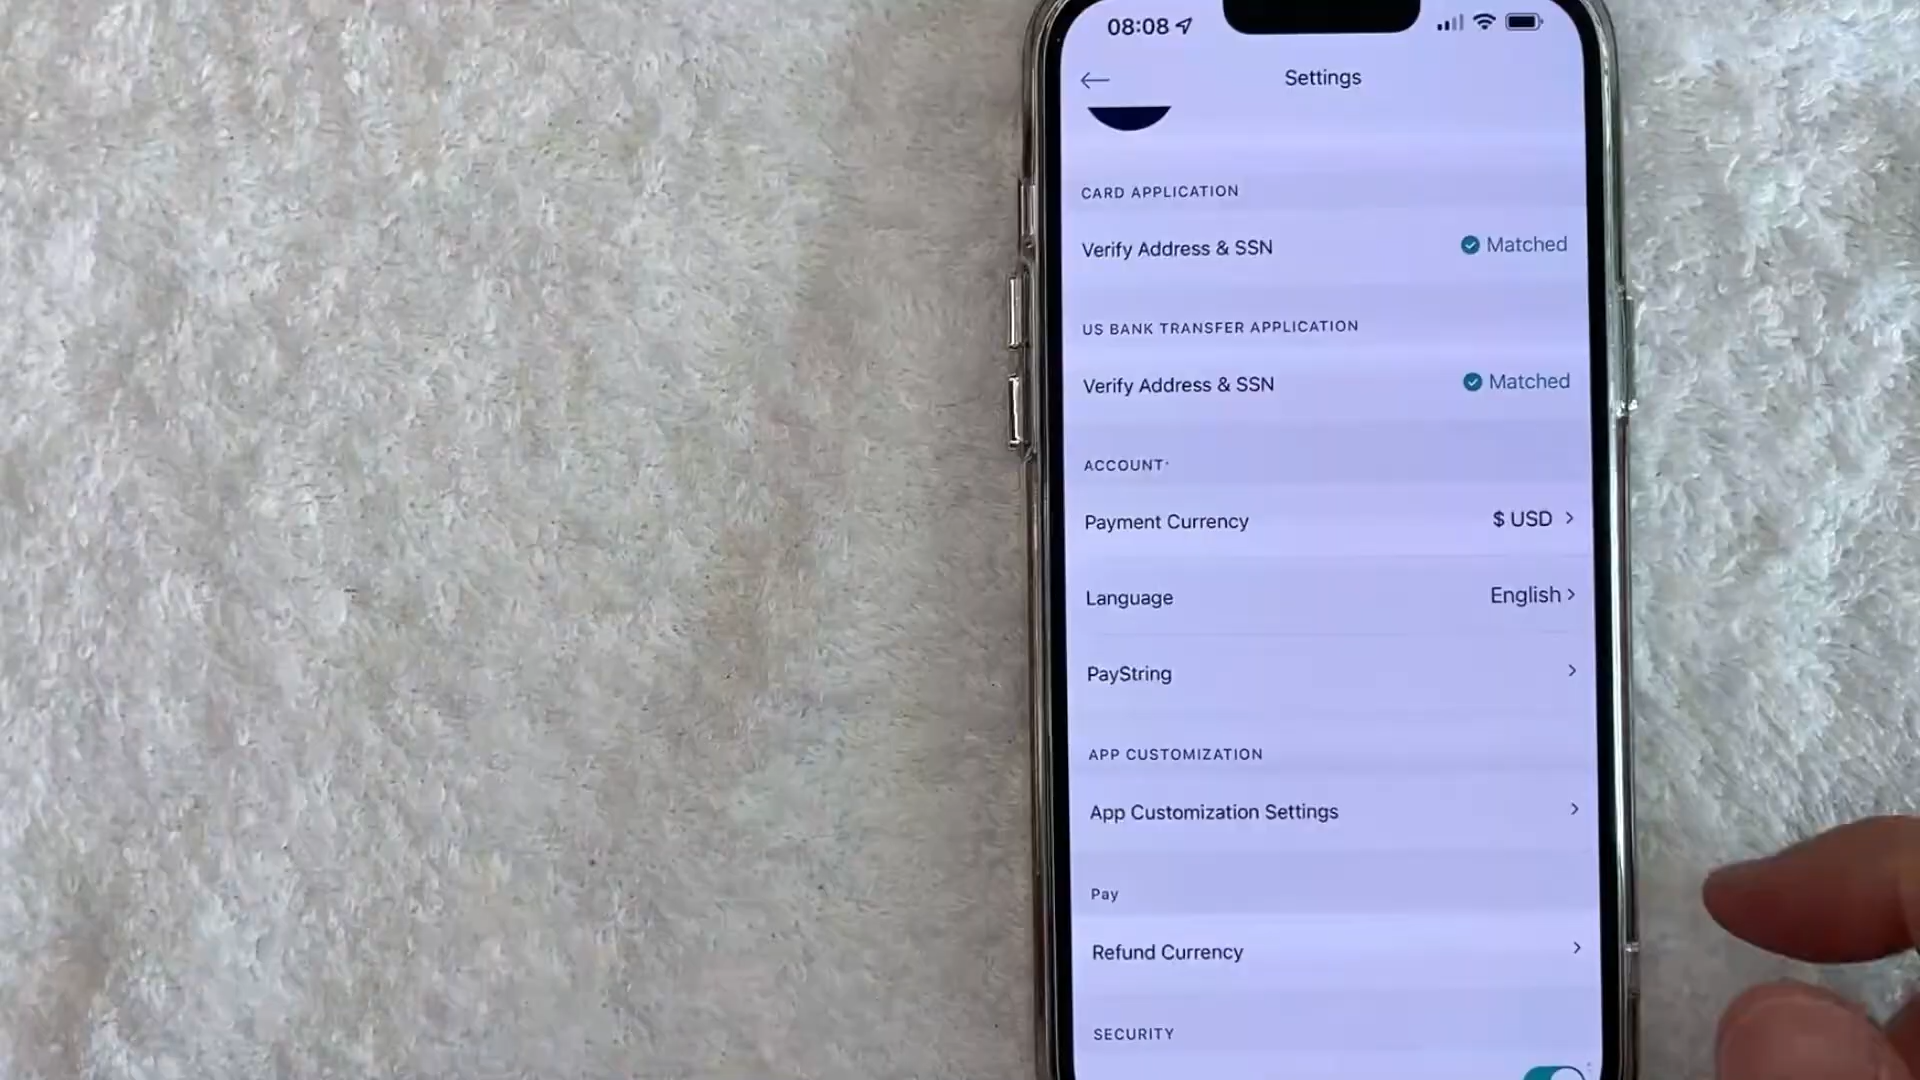 08:08
Settings
CARD APPLICATION
Verify Address & SSN
Matched
US BANK TRANSFER APPLICATION
Verify Address & SSN
Matched
ACCOUNT
Payment Currency
$ USD
Language
English
PayString
APP CUSTOMIZATION
App Customization Settings
Pay
Refund Currency
SECURITY